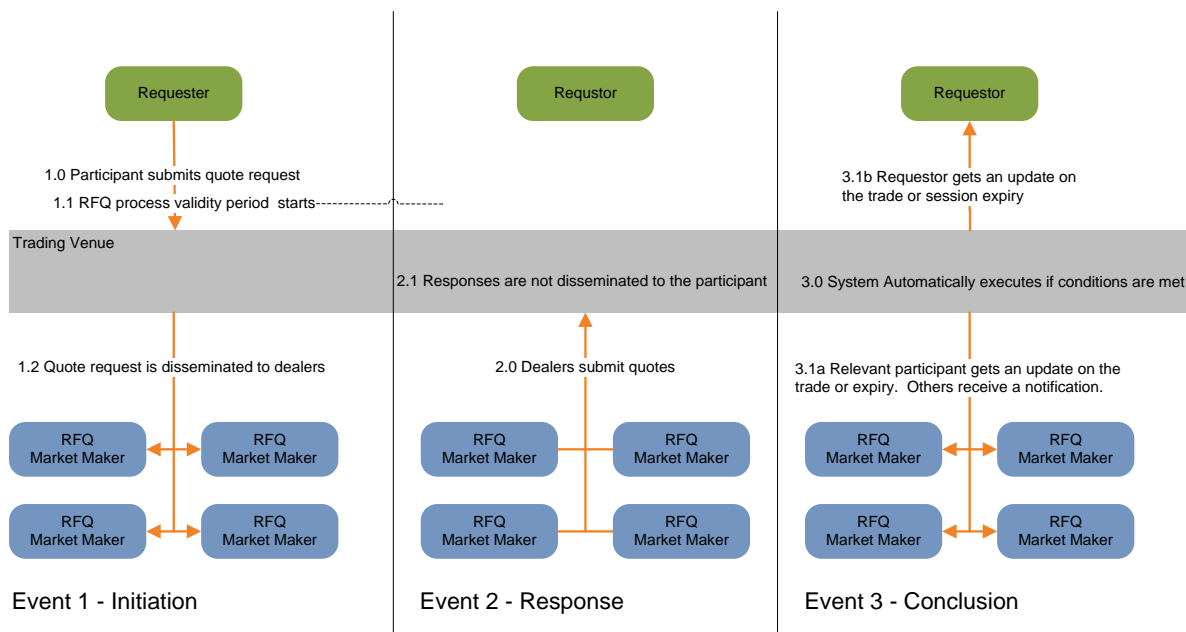 Requester
1.0 Participant submits quote request
1.1 RFQ process validity period starts
Trading Venue
1.2 Quote request is disseminated to dealers
RFQ
Market Maker
RFQ
Market Maker
RFQ
Market Maker
RFQ
Market Maker
Event 1 - Initiation
Requstor
2.1 Responses are not disseminated to the participant
2.0 Dealers submit quotes
RFQ
Market Maker
RFQ
Market Maker
RFQ
Market Maker
RFQ
Market Maker
Event 2 - Response
Requestor
3.1b Requestor gets an update on
the trade or session expiry
3.0 System Automatically executes if conditions are met
3.1a Relevant participant gets an update on the
trade or expiry.  Others receive a notification.
RFQ
Market Maker
RFQ
Market Maker
RFQ
Market Maker
RFQ
Market Maker
Event 3 - Conclusion